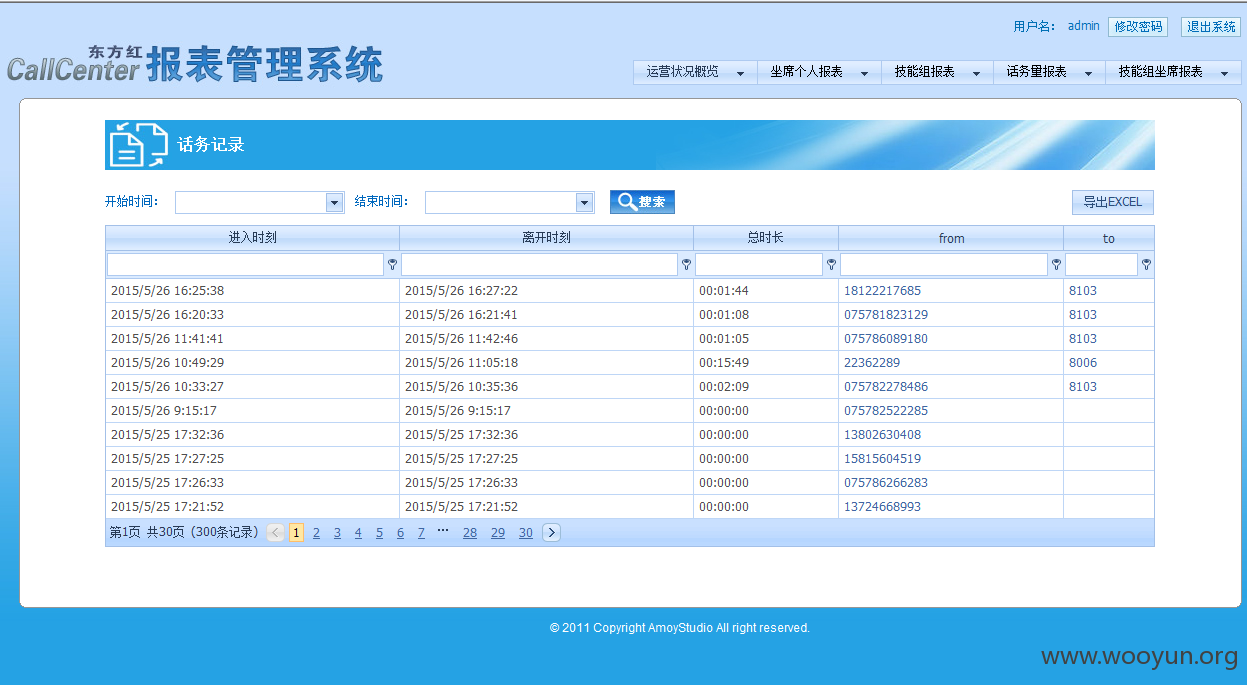 用户名： admin 修改密码 退出系统
东方红
CallCenter 报表管理系统
运营状况概览 坐席个人报表 技能组报表 话务量报表 技能组坐席报表
话务记录
开始时间： 结束时间： 搜索 导出EXCEL
进入时刻 离开时刻 总时长 from to
2015/5/26 16:25:38 2015/5/26 16:27:22 00:01:44 18122217685 8103
2015/5/26 16:20:33 2015/5/26 16:21:41 00:01:08 075781823129 8103
2015/5/26 11:41:41 2015/5/26 11:42:46 00:01:05 075786089180 8103
2015/5/26 10:49:29 2015/5/26 11:05:18 00:15:49 22362289 8006
2015/5/26 10:33:27 2015/5/26 10:35:36 00:02:09 075782278486 8103
2015/5/26 9:15:17 2015/5/26 9:15:17 00:00:00 075782522285
2015/5/25 17:32:36 2015/5/25 17:32:36 00:00:00 13802630408
2015/5/25 17:27:25 2015/5/25 17:27:25 00:00:00 15815604519
2015/5/25 17:26:33 2015/5/25 17:26:33 00:00:00 075786266283
2015/5/25 17:21:52 2015/5/25 17:21:52 00:00:00 13724668993
第1页 共30页（300条记录） < 1 2 3 4 5 6 7 … 28 29 30 >
© 2011 Copyright AmoyStudio All right reserved.
www.wooyun.org